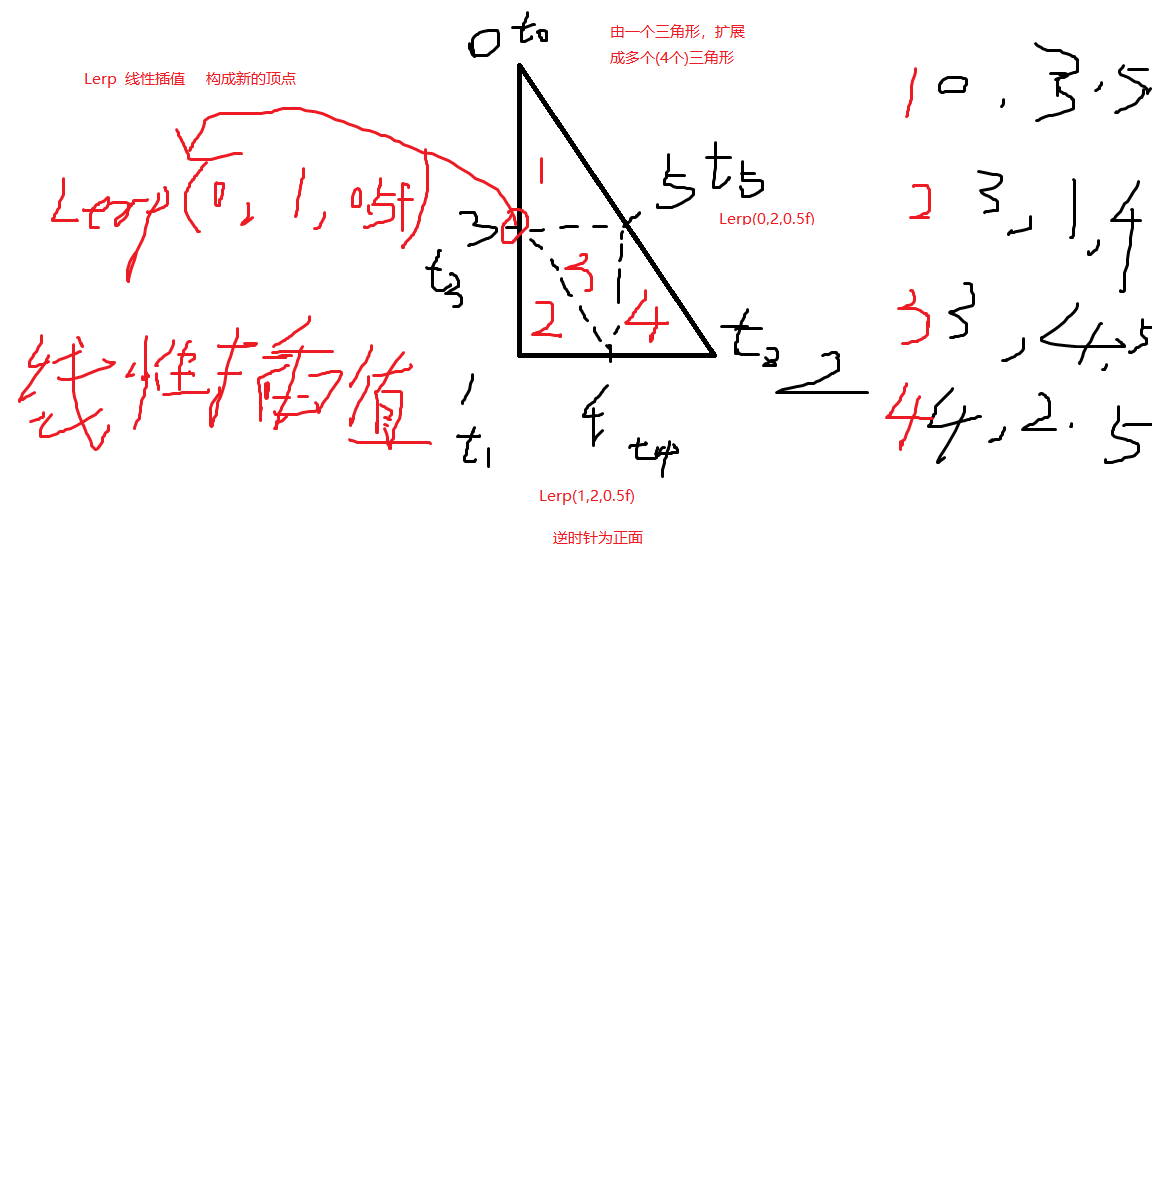 0 t0
由一个三角形，扩展
成多个(4个)三角形
Lerp 线性插值 构成新的顶点
1 0, 3, 5
Lerp(0, 1, 0.5f)
1
5 t5
Lerp(0,2,0.5f)
2 3, 1, 4
3
t3
3
2
4
t2
2
3 3, 4, 5
线性插值
1
t1
4
t4
4 4, 2, 5
Lerp(1,2,0.5f)
逆时针为正面